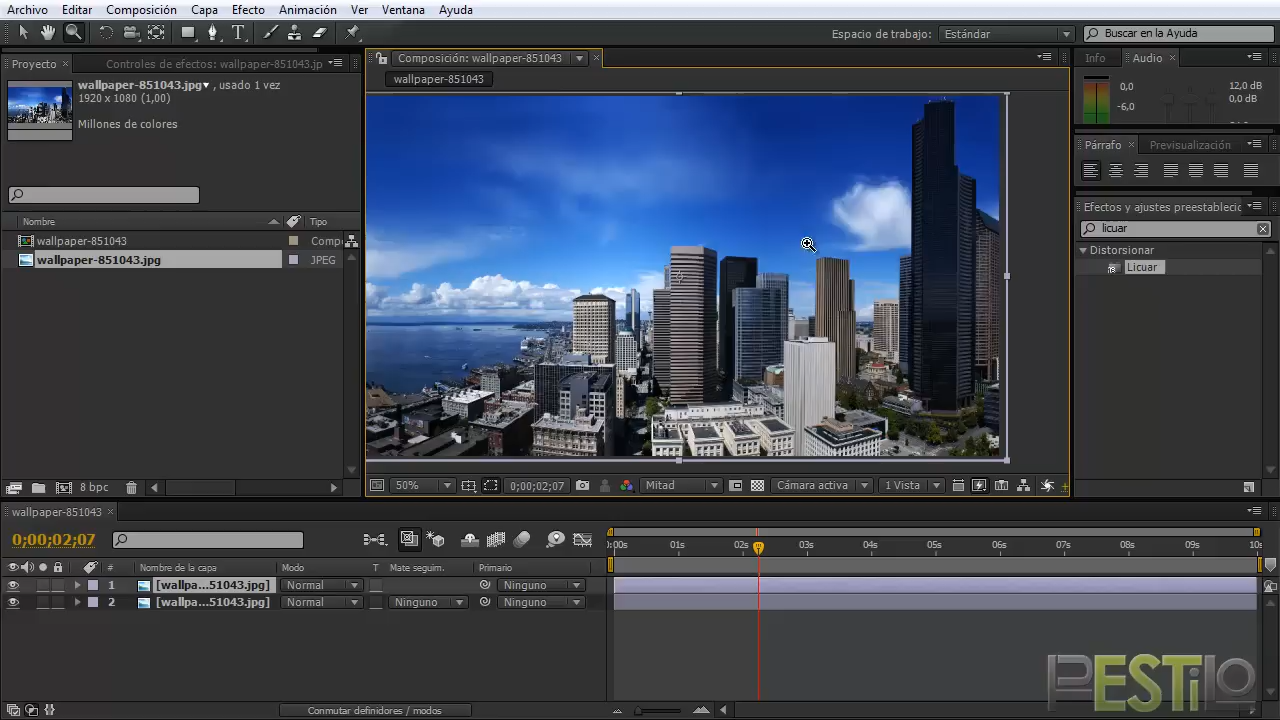 Archivo Editar Composición Capa Efecto Animación Ver Ventana Ayuda
T Espacio de trabajo: Estándar Buscar en la Ayuda
Proyecto × Controles de efectos: wallpaper-851043.jp
Composición: wallpaper-851043 ×
Info Audio ×
wallpaper-851043
wallpaper-851043.jpg , usado 1 vez
1920 x 1080 (1,00)
Millones de colores
0,0 12,0 dB
-6,0 0,0 dB
Párrafo × Previsualización
Efectos y ajustes preestablecido
licuar
Distorsionar
Licuar
Nombre Tipo
wallpaper-851043 Comp
wallpaper-851043.jpg JPEG
8 bpc
50% 0;00;02;07 Mitad Cámara activa 1 Vista
wallpaper-851043 ×
0;00;02;07
:00s 01s 02s 03s 04s 05s 06s 07s 08s 09s 10s
# Nombre de la capa Modo T Mate seguim. Primario
1 [wallpa...51043.jpg] Normal Ninguno
2 [wallpa...51043.jpg] Normal Ninguno Ninguno
Conmutar definidores / modos
PESTiLO